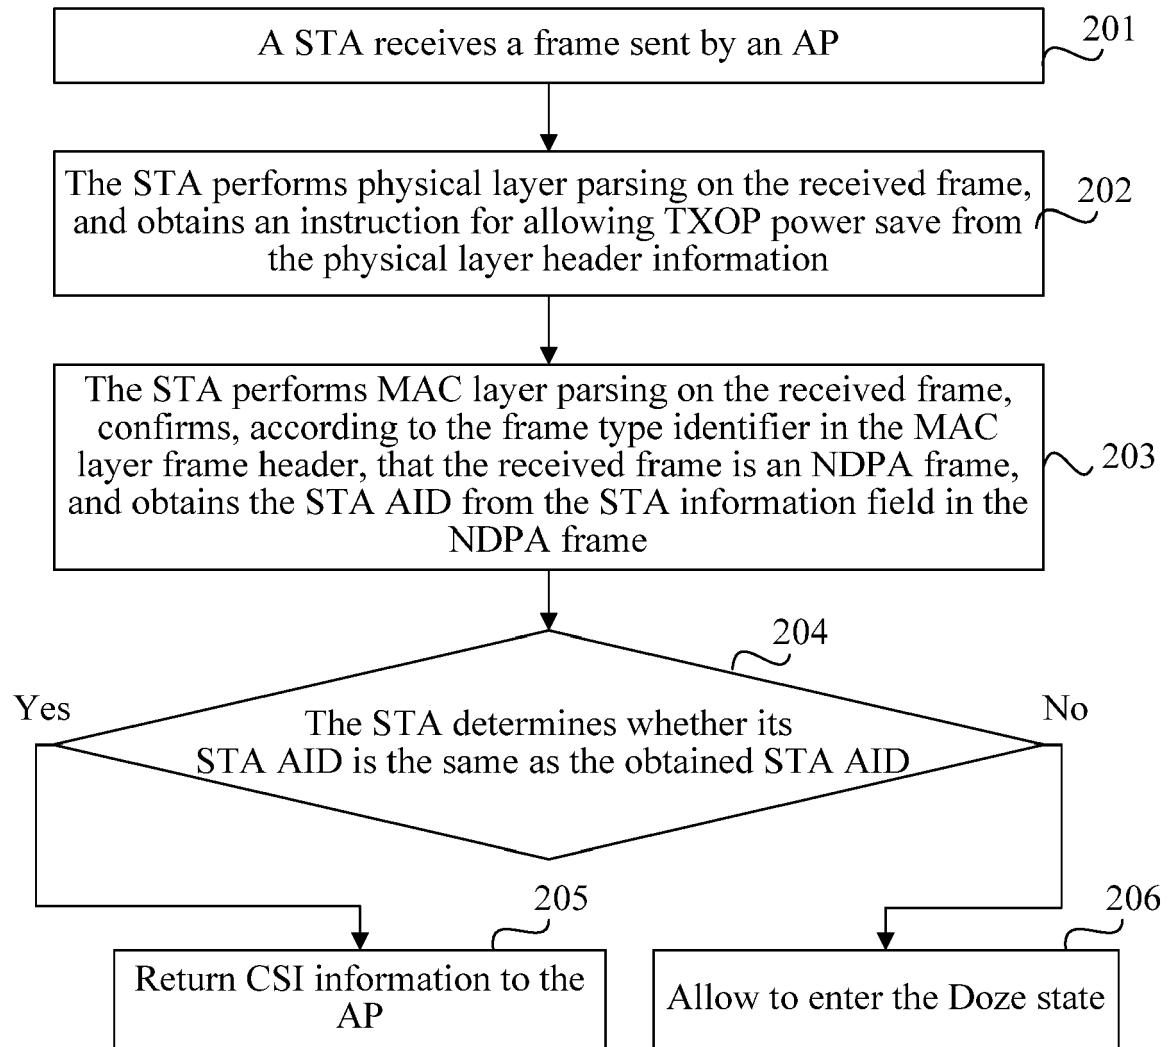 A STA receives a frame sent by an AP
201
The STA performs physical layer parsing on the received frame,
and obtains an instruction for allowing TXOP power save from
the physical layer header information
202
The STA performs MAC layer parsing on the received frame,
confirms, according to the frame type identifier in the MAC
layer frame header, that the received frame is an NDPA frame,
and obtains the STA AID from the STA information field in the
NDPA frame
203
204
Yes
No
The STA determines whether its
STA AID is the same as the obtained STA AID
205
Return CSI information to the
AP
206
Allow to enter the Doze state